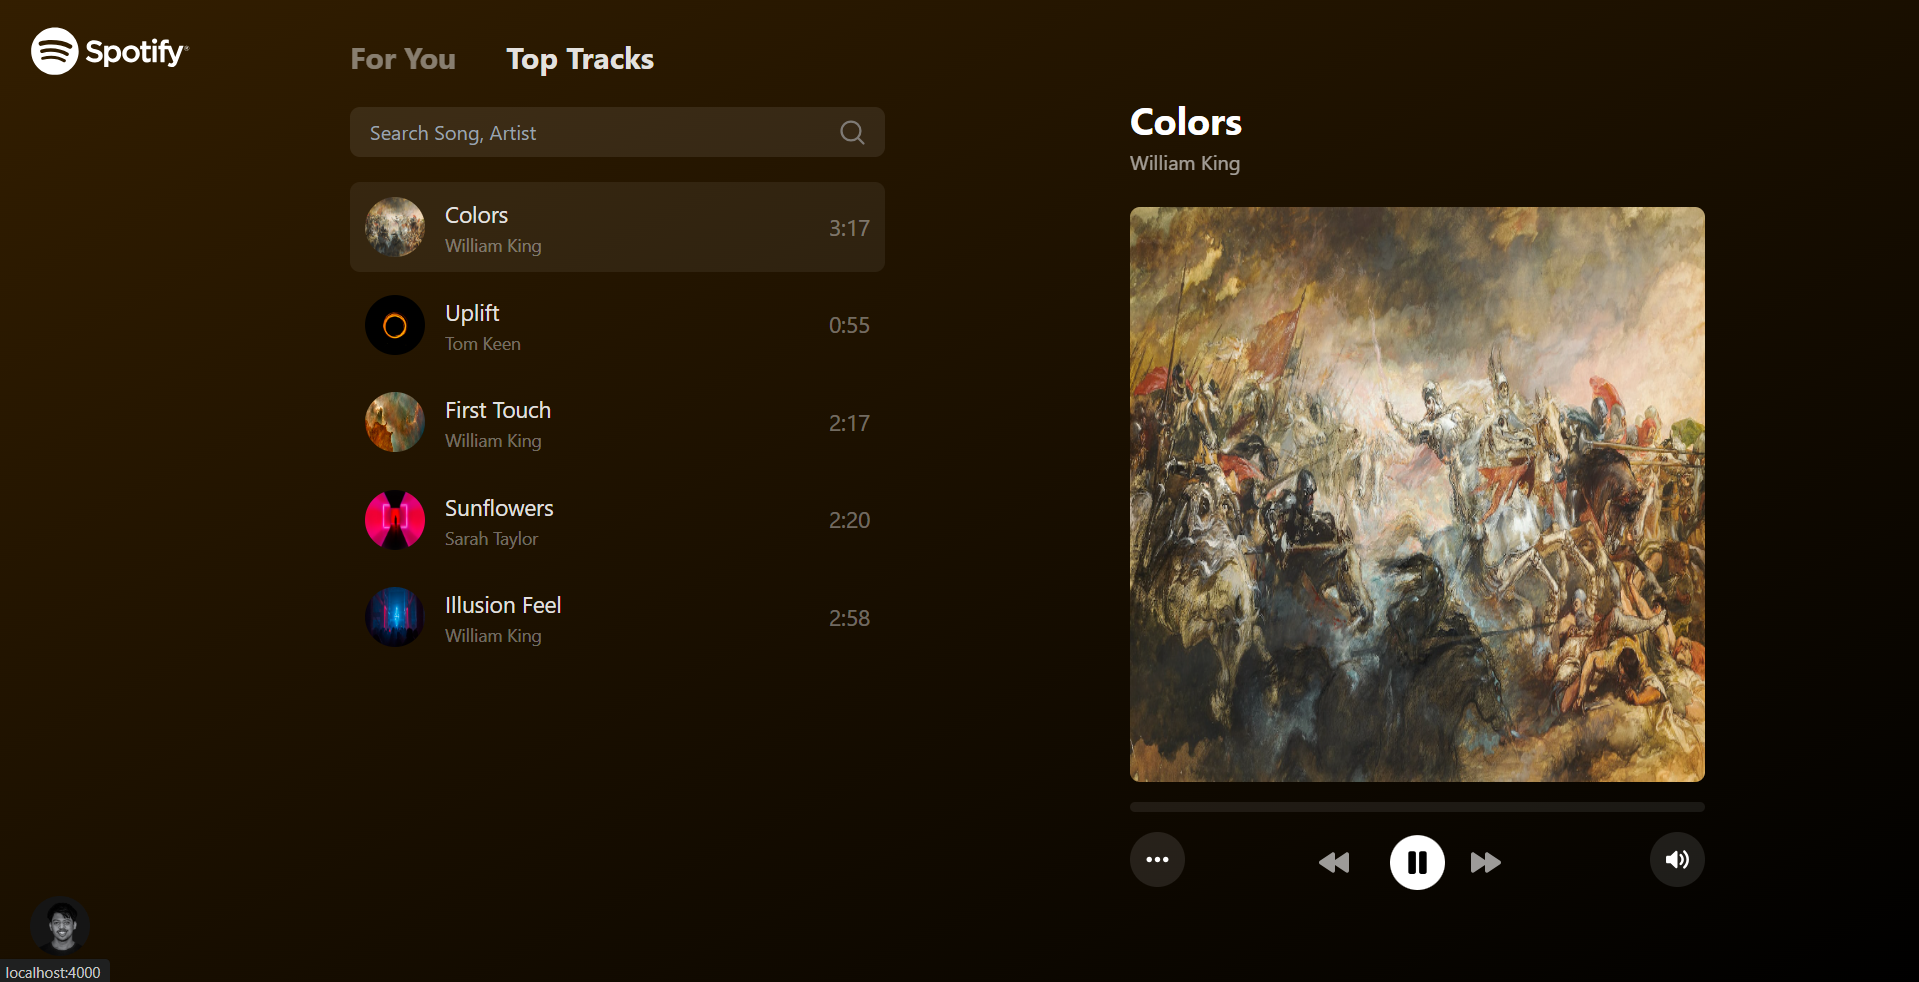 Spotify®
For You
Top Tracks
Search Song, Artist
Colors
William King
3:17
Uplift
Tom Keen
0:55
First Touch
William King
2:17
Sunflowers
Sarah Taylor
2:20
Illusion Feel
William King
2:58
Colors
William King
localhost:4000